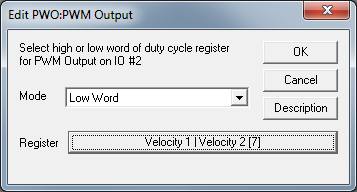 Edit PWO:PWM Output
Select high or low word of duty cycle register
for PWM Output on IO #2
OK
Cancel
Mode
Low Word
Description
Register
Velocity 1 | Velocity 2 [7]